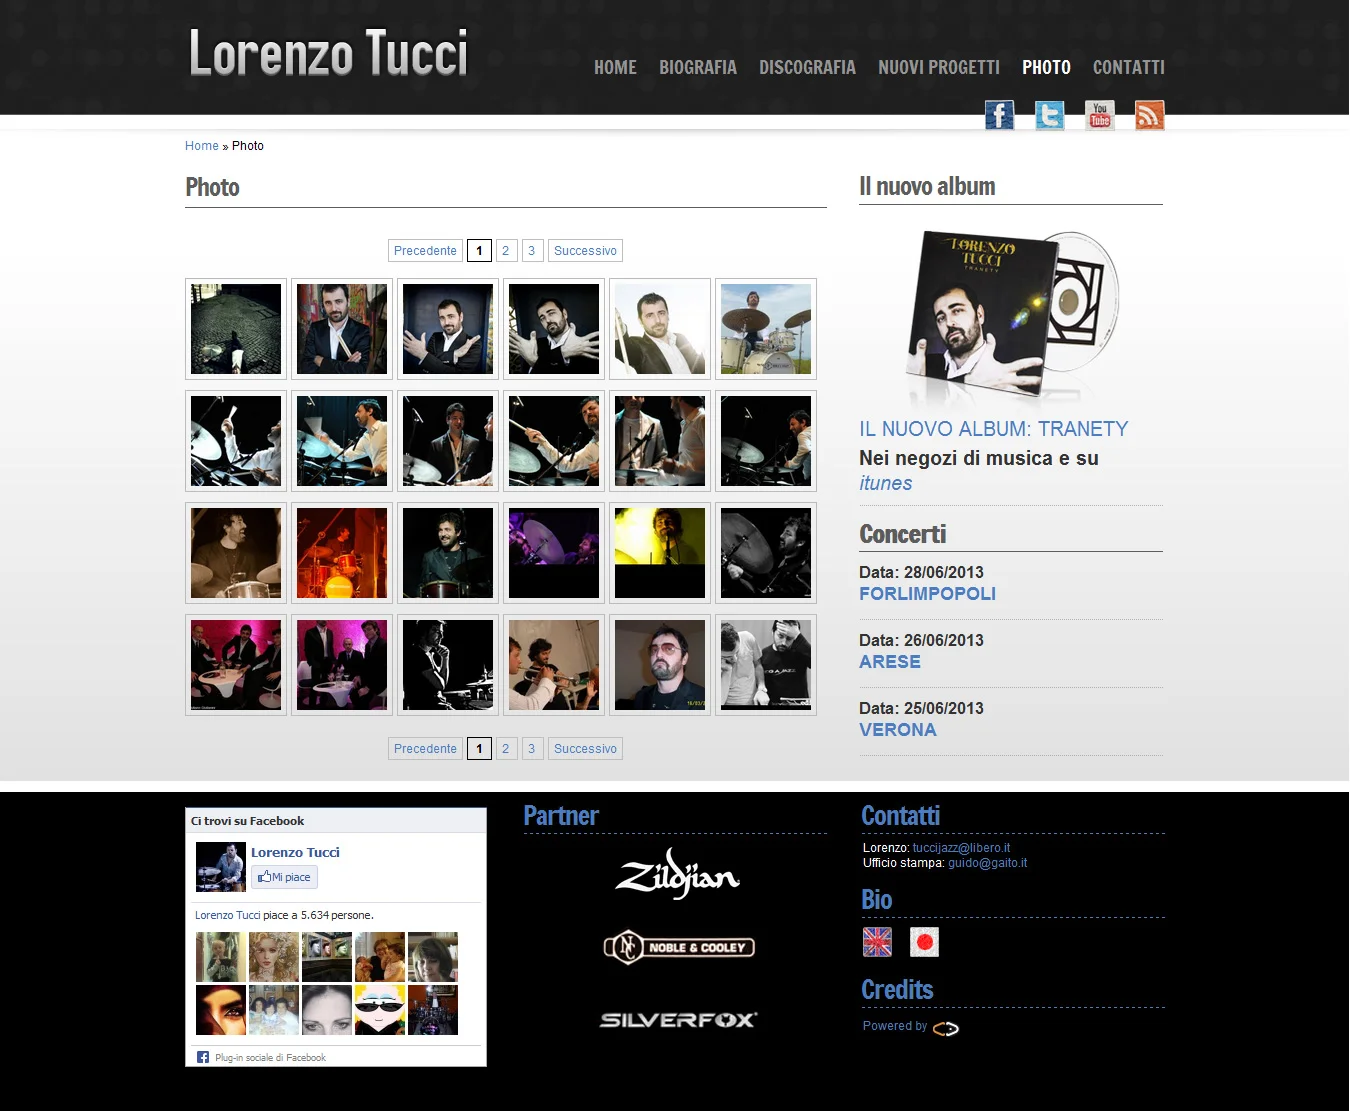 Lorenzo Tucci
HOME BIOGRAFIA DISCOGRAFIA NUOVI PROGETTI PHOTO CONTATTI
You
Tube
Home » Photo
Photo
Precedente 1 2 3 Successivo
Precedente 1 2 3 Successivo
Il nuovo album
LORENZO
TUCCI
TRANETY
IL NUOVO ALBUM: TRANETY
Nei negozi di musica e su
itunes
Concerti
Data: 28/06/2013
FORLIMPOPOLI
Data: 26/06/2013
ARESE
Data: 25/06/2013
VERONA
Ci trovi su Facebook
Lorenzo Tucci
Mi piace
Lorenzo Tucci piace a 5.634 persone.
Plug-in sociale di Facebook
Partner
Zildjian
NC NOBLE & COOLEY
SILVERFOX
Contatti
Lorenzo: tuccijazz@libero.it
Ufficio stampa: guido@gaito.it
Bio
Credits
Powered by